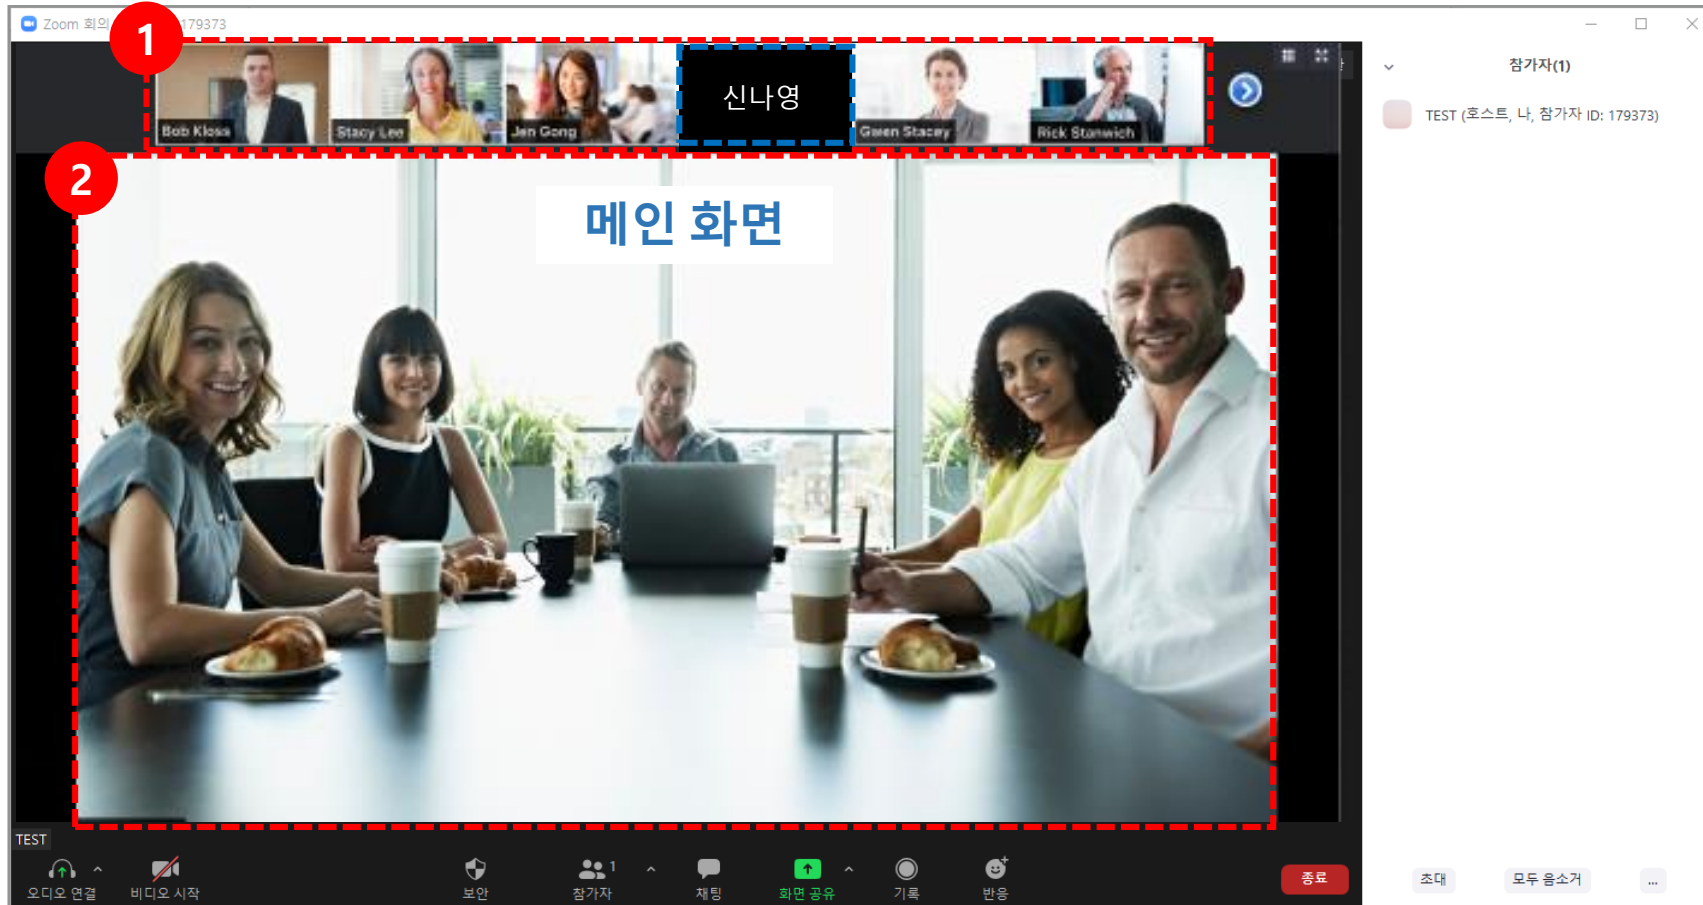 Zoom 회의
179373
1
Bob Kloss
Stacy Lee
Jen Gong
신나영
Gwen Stacey
Rick Stanwich
참가자(1)
TEST (호스트, 나, 참가자 ID: 179373)
2
메인 화면
TEST
오디오 연결
비디오 시작
보안
1
참가자
채팅
화면 공유
기록
반응
종료
초대
모두 음소거
...